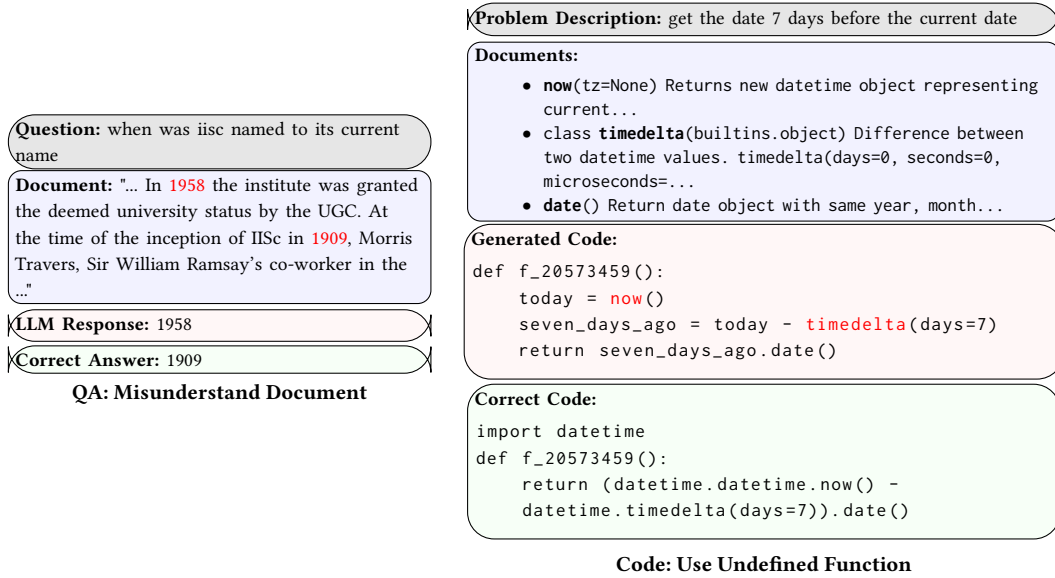 Question: when was iisc named to its current
name
Document: "... In 1958 the institute was granted
the deemed university status by the UGC. At
the time of the inception of IISc in 1909, Morris
Travers, Sir William Ramsay's co-worker in the
..."
LLM Response: 1958
Correct Answer: 1909
QA: Misunderstand Document
Problem Description: get the date 7 days before the current date
Documents:
• now(tz=None) Returns new datetime object representing
current...
• class timedelta(builtins.object) Difference between
two datetime values. timedelta(days=0, seconds=0,
microseconds=...
• date() Return date object with same year, month...
Generated Code:
def f_20573459():
    today = now()
    seven_days_ago = today - timedelta(days=7)
    return seven_days_ago.date()
Correct Code:
import datetime
def f_20573459():
    return (datetime.datetime.now() -
    datetime.timedelta(days=7)).date()
Code: Use Undefined Function